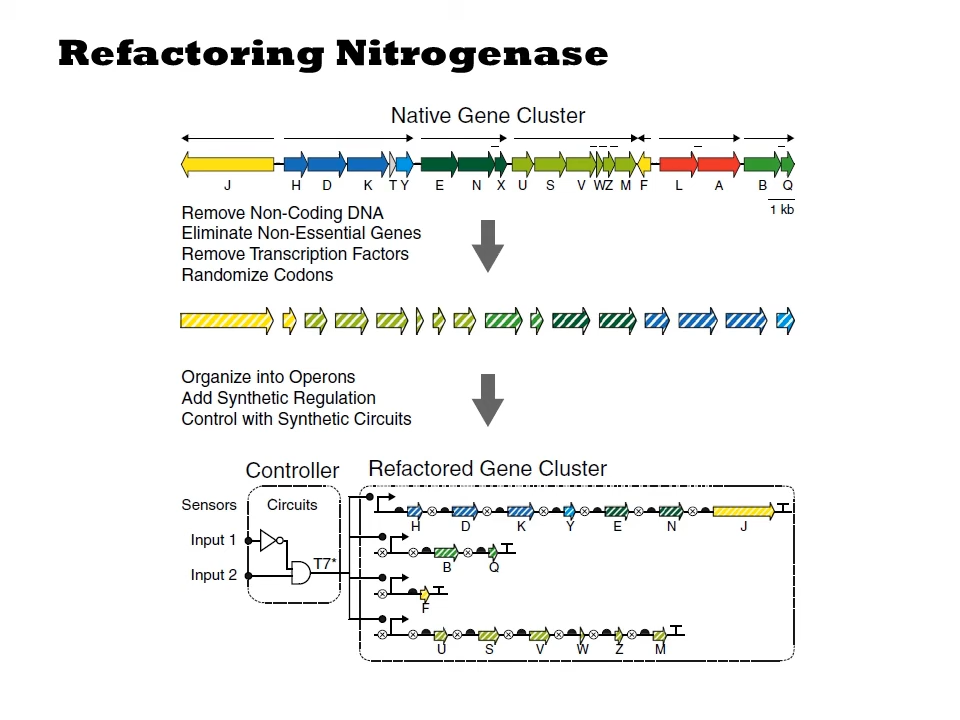 Refactoring Nitrogenase
Native Gene Cluster
J H D K T Y E N X U S V W Z M F L A B Q
1 kb
Remove Non-Coding DNA
Eliminate Non-Essential Genes
Remove Transcription Factors
Randomize Codons
Organize into Operons
Add Synthetic Regulation
Control with Synthetic Circuits
Controller
Refactored Gene Cluster
Sensors
Circuits
Input 1
Input 2
T7*
H D K Y E N J
B Q
F
U S V W Z M